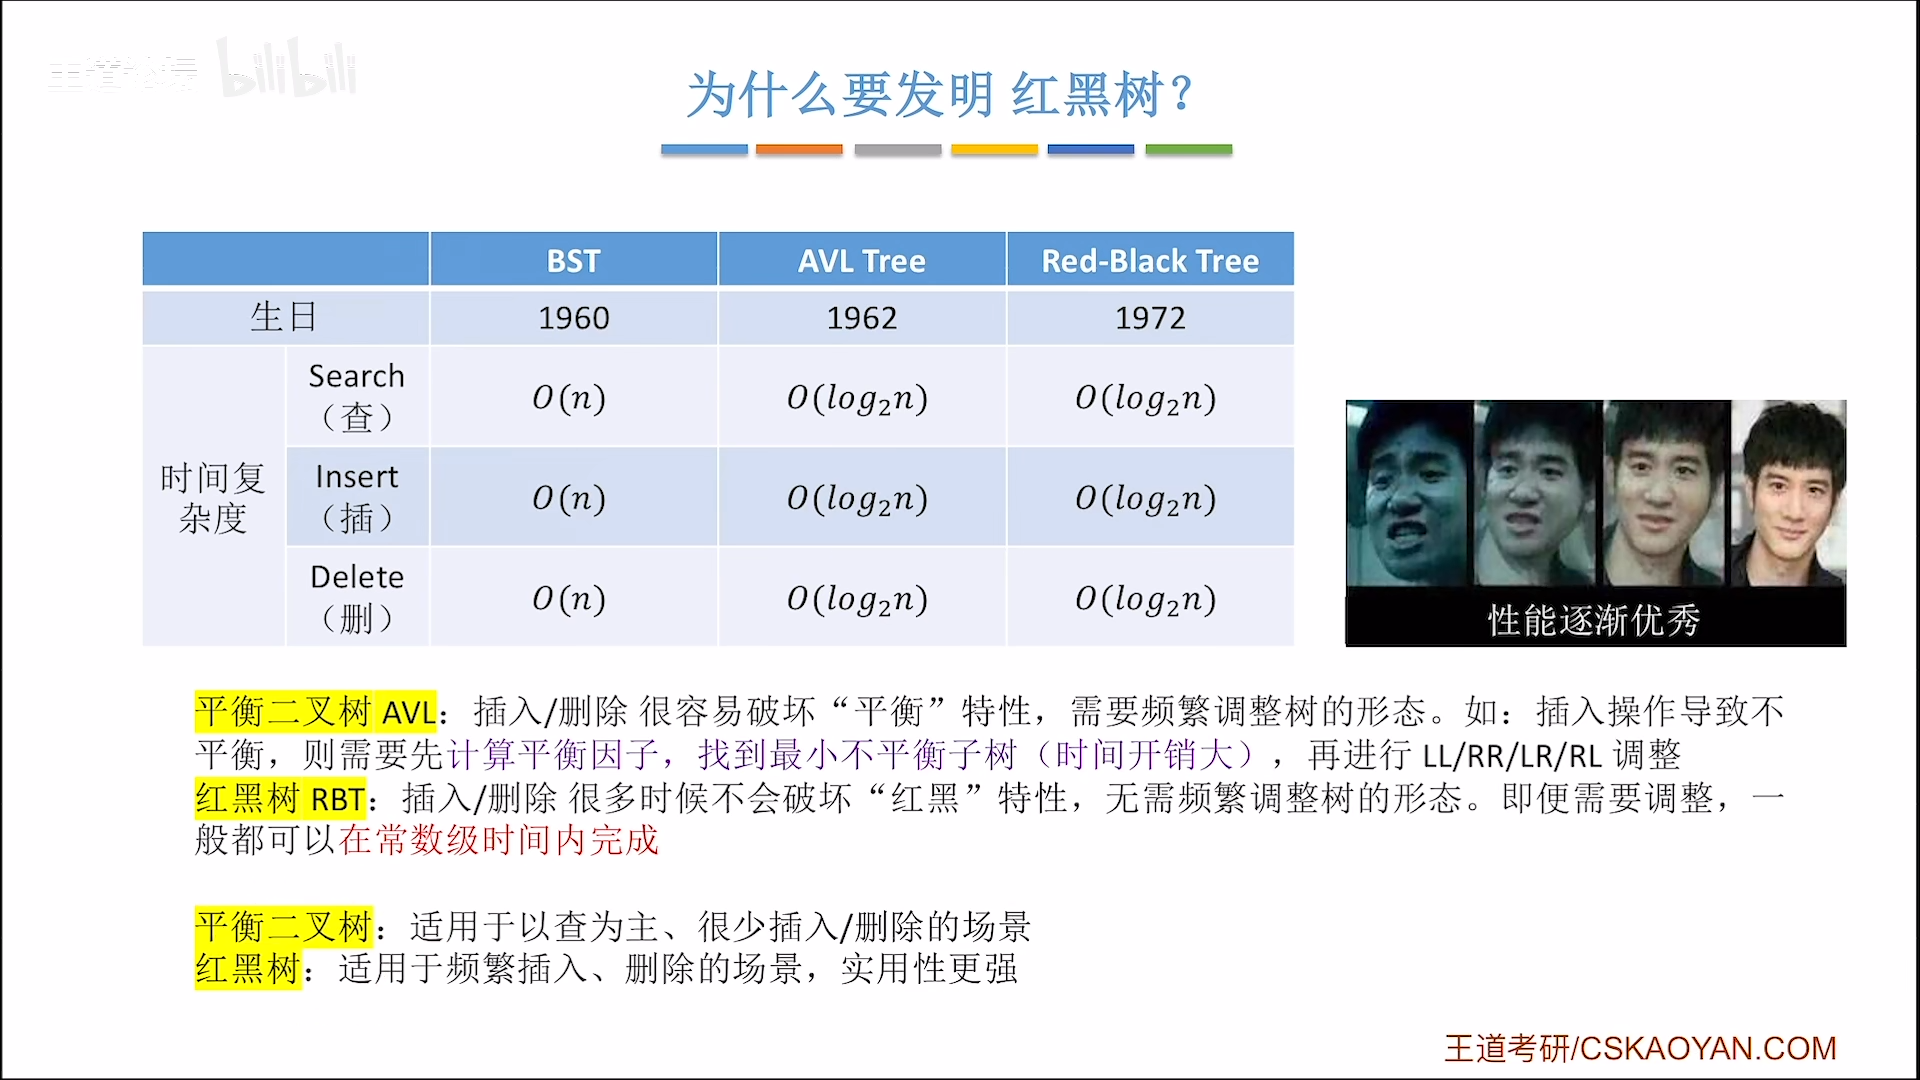 王道论坛 bilibili
为什么要发明 红黑树？
BST AVL Tree Red-Black Tree
生日 1960 1962 1972
时间复杂度
Search（查） O(n) O(log₂n) O(log₂n)
Insert（插） O(n) O(log₂n) O(log₂n)
Delete（删） O(n) O(log₂n) O(log₂n)
性能逐渐优秀
平衡二叉树 AVL：插入/删除 很容易破坏“平衡”特性，需要频繁调整树的形态。如：插入操作导致不
平衡，则需要先计算平衡因子，找到最小不平衡子树（时间开销大），再进行 LL/RR/LR/RL 调整
红黑树 RBT：插入/删除 很多时候不会破坏“红黑”特性，无需频繁调整树的形态。即便需要调整，一
般都可以在常数级时间内完成
平衡二叉树：适用于以查为主、很少插入/删除的场景
红黑树：适用于频繁插入、删除的场景，实用性更强
王道考研/CSKAOYAN.COM